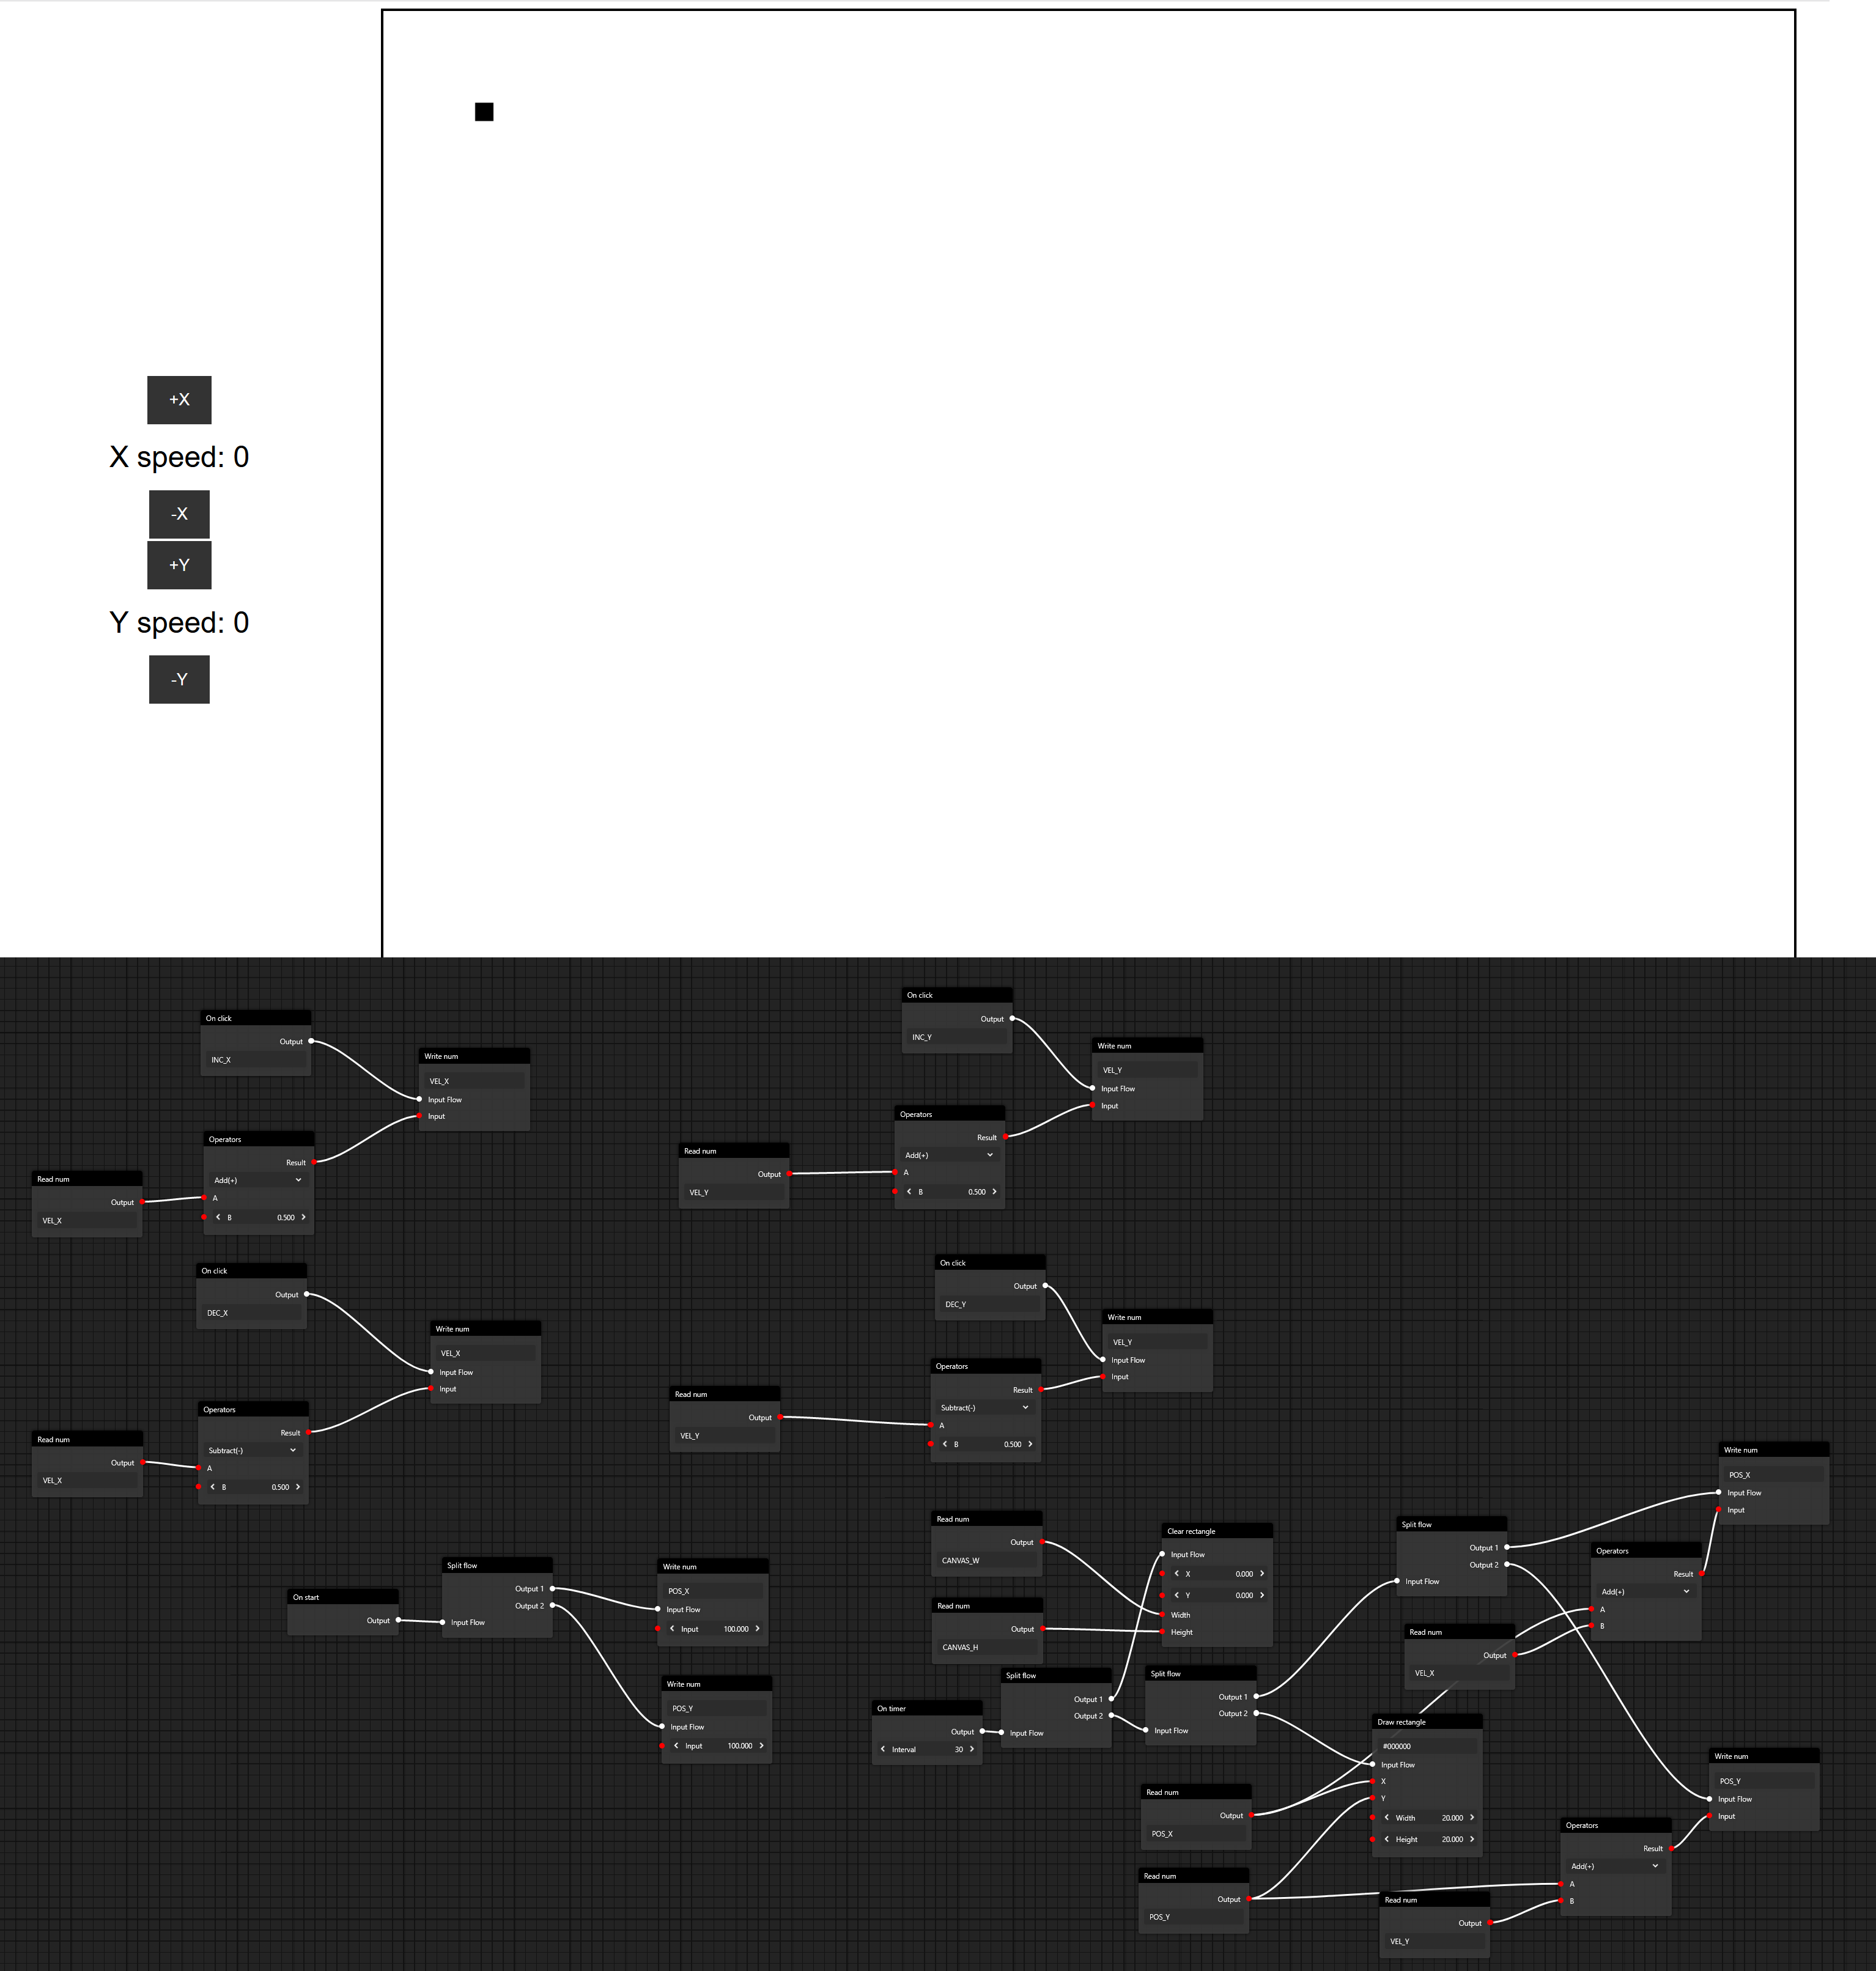 +X
X speed: 0
-X
+Y
Y speed: 0
-Y
On click
Output
INC_X
Write num
VEL_X
Input Flow
Input
Operators
Result
Add(+)
A
B 0.500
Read num
Output
VEL_X
On click
Output
INC_Y
Write num
VEL_Y
Input Flow
Input
Operators
Result
Add(+)
A
B 0.500
Read num
Output
VEL_Y
On click
Output
DEC_X
Write num
VEL_X
Input Flow
Input
Operators
Result
Subtract(-)
A
B 0.500
Read num
Output
VEL_X
On click
Output
DEC_Y
Write num
VEL_Y
Input Flow
Input
Operators
Result
Subtract(-)
A
B 0.500
Read num
Output
VEL_Y
On start
Output
Split flow
Output 1
Output 2
Input Flow
Write num
POS_X
Input Flow
Input 100.000
Write num
POS_Y
Input Flow
Input 100.000
Read num
Output
CANVAS_W
Read num
Output
CANVAS_H
Clear rectangle
Input Flow
X 0.000
Y 0.000
Width
Height
On timer
Output
Interval 30
Split flow
Output 1
Output 2
Input Flow
Split flow
Output 1
Output 2
Input Flow
Split flow
Output 1
Output 2
Input Flow
Write num
POS_X
Input Flow
Input
Operators
Result
Add(+)
A
B
Read num
Output
VEL_X
Draw rectangle
#000000
Input Flow
X
Y
Width 20.000
Height 20.000
Read num
Output
POS_X
Read num
Output
POS_Y
Write num
POS_Y
Input Flow
Input
Operators
Result
Add(+)
A
B
Read num
Output
VEL_Y